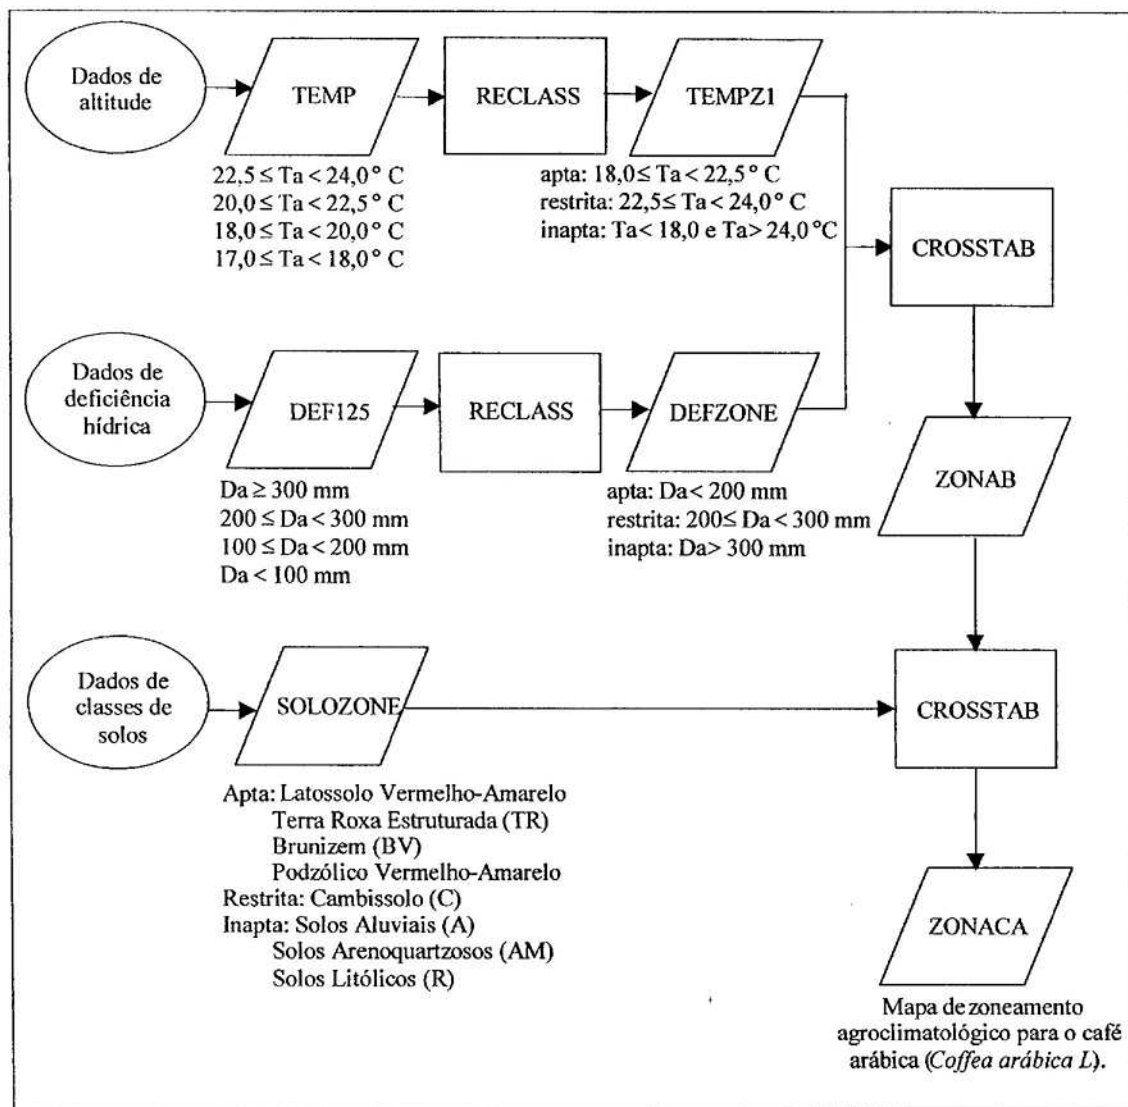 Dados de
altitude
TEMP
RECLASS
TEMPZ1
22,5 ≤ Ta < 24,0° C
20,0 ≤ Ta < 22,5° C
18,0 ≤ Ta < 20,0° C
17,0 ≤ Ta < 18,0° C
apta: 18,0 ≤ Ta < 22,5° C
restrita: 22,5 ≤ Ta < 24,0° C
inapta: Ta < 18,0 e Ta > 24,0 °C
CROSSTAB
Dados de
deficiência
hídrica
DEF125
RECLASS
DEFZONE
Da ≥ 300 mm
200 ≤ Da < 300 mm
100 ≤ Da < 200 mm
Da < 100 mm
apta: Da < 200 mm
restrita: 200 ≤ Da < 300 mm
inapta: Da > 300 mm
ZONAB
Dados de
classes de
solos
SOLOZONE
CROSSTAB
Apta: Latossolo Vermelho-Amarelo
Terra Roxa Estruturada (TR)
Brunizem (BV)
Podzólico Vermelho-Amarelo
Restrita: Cambissolo (C)
Inapta: Solos Aluviais (A)
Solos Arenoquartzosos (AM)
Solos Litólicos (R)
ZONACA
Mapa de zoneamento
agroclimatológico para o café
arábica (Coffea arábica L).